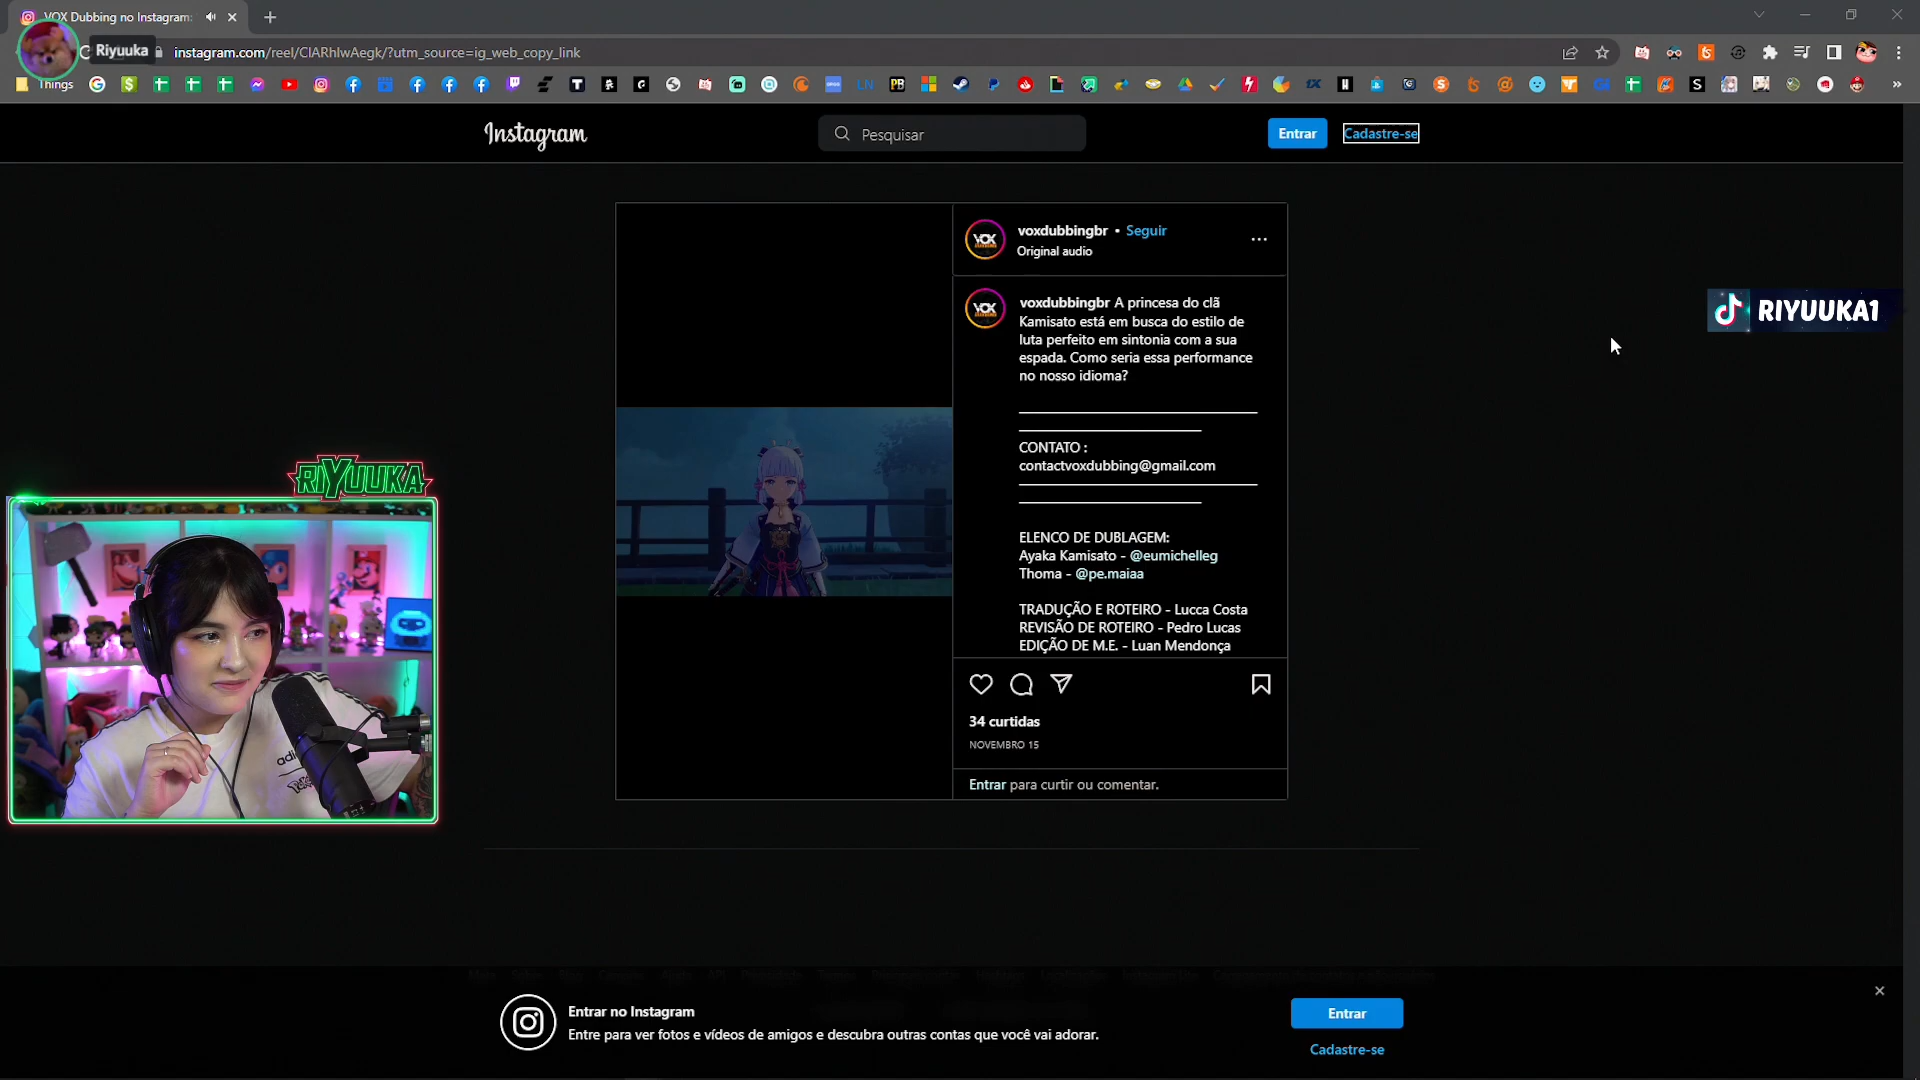 VOX Dubbing no Instagram:
Riyuuka
instagram.com/reel/ClARhlwAegk/?utm_source=ig_web_copy_link
Things
Instagram
Pesquisar
Entrar
Cadastre-se
voxdubbingbr • Seguir
Original audio
voxdubbingbr A princesa do clã
Kamisato está em busca do estilo de
luta perfeito em sintonia com a sua
espada. Como seria essa performance
no nosso idioma?
CONTATO :
contactvoxdubbing@gmail.com
ELENCO DE DUBLAGEM:
Ayaka Kamisato - @eumichelleg
Thoma - @pe.maiaa
TRADUÇÃO E ROTEIRO - Lucca Costa
REVISÃO DE ROTEIRO - Pedro Lucas
EDIÇÃO DE M.E. - Luan Mendonça
34 curtidas
NOVEMBRO 15
Entrar para curtir ou comentar.
RIYUUKA1
RIYUUKA
Entrar no Instagram
Entre para ver fotos e vídeos de amigos e descubra outras contas que você vai adorar.
Entrar
Cadastre-se